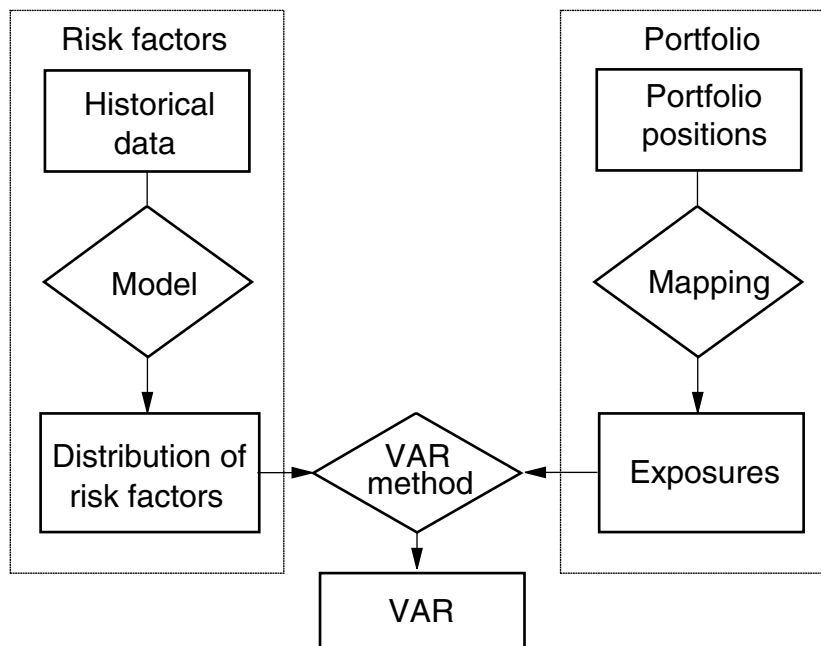 Risk factors
Historical
data
Model
Distribution of
risk factors
Portfolio
Portfolio
positions
Mapping
Exposures
VAR
method
VAR